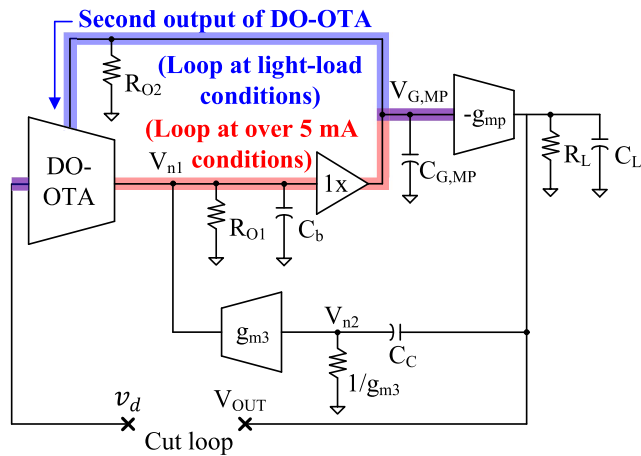 Second output of DO-OTA
R_O2
(Loop at light-load
conditions)
(Loop at over 5 mA
conditions)
V_G,MP
-g_mp
DO-
OTA
V_n1
1x
C_G,MP
R_L
C_L
R_O1
C_b
g_m3
V_n2
C_C
1/g_m3
v_d
V_OUT
Cut loop